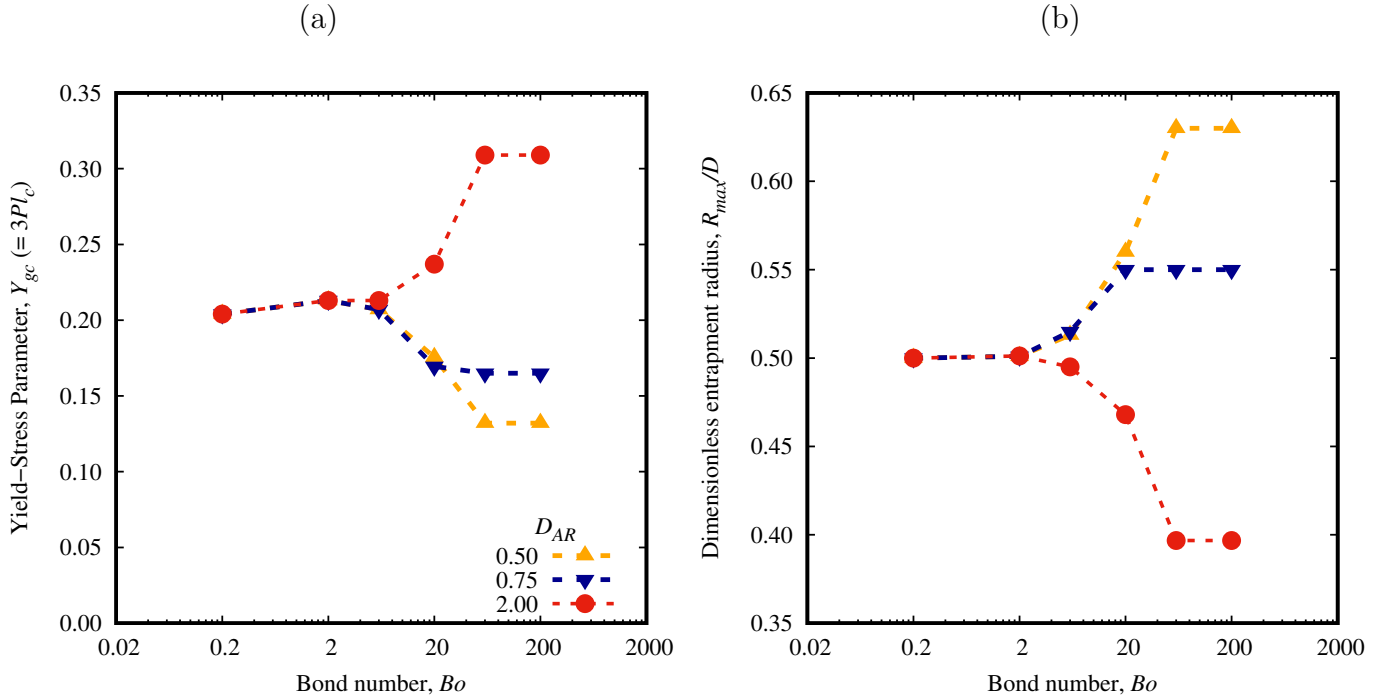 (a)
Yield−Stress Parameter, Y_gc (= 3Pl_c)
0.35
0.30
0.25
0.20
0.15
0.10
0.05
0.00
0.02 0.2 2 20 200 2000
Bond number, Bo
D_AR
0.50
0.75
2.00
(b)
Dimensionless entrapment radius, R_max/D
0.65
0.60
0.55
0.50
0.45
0.40
0.35
0.02 0.2 2 20 200 2000
Bond number, Bo